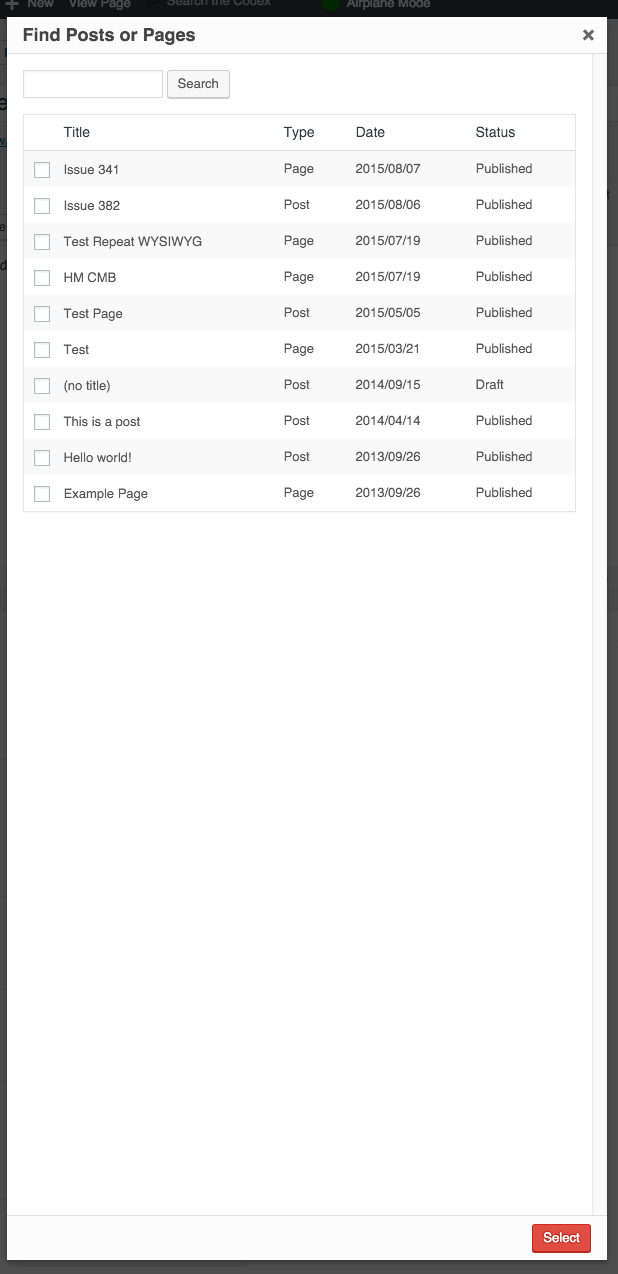 New View Page Search the Codex Airplane Mode
Find Posts or Pages ×
Search
Title Type Date Status
Issue 341 Page 2015/08/07 Published
Issue 382 Post 2015/08/06 Published
Test Repeat WYSIWYG Page 2015/07/19 Published
HM CMB Page 2015/07/19 Published
Test Page Post 2015/05/05 Published
Test Page 2015/03/21 Published
(no title) Post 2014/09/15 Draft
This is a post Post 2014/04/14 Published
Hello world! Post 2013/09/26 Published
Example Page Page 2013/09/26 Published
Select